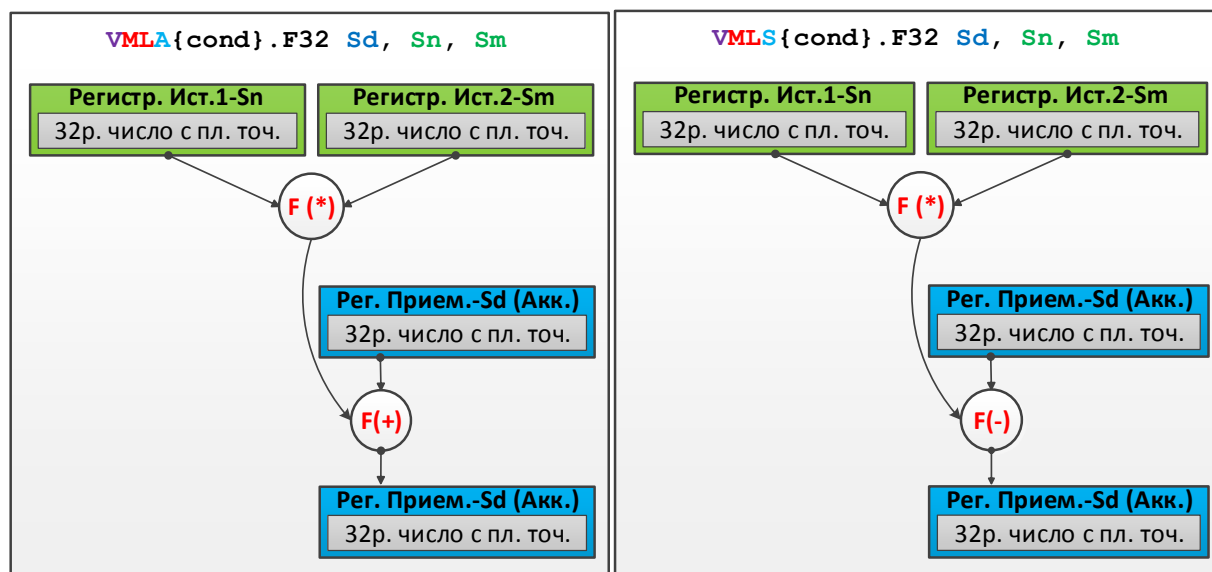 VMLA{cond}.F32 Sd, Sn, Sm
Регистр. Ист.1-Sn
32р. число с пл. точ.
Регистр. Ист.2-Sm
32р. число с пл. точ.
F (*)
Рег. Прием.-Sd (Акк.)
32р. число с пл. точ.
F(+)
Рег. Прием.-Sd (Акк.)
32р. число с пл. точ.
VMLS{cond}.F32 Sd, Sn, Sm
Регистр. Ист.1-Sn
32р. число с пл. точ.
Регистр. Ист.2-Sm
32р. число с пл. точ.
F (*)
Рег. Прием.-Sd (Акк.)
32р. число с пл. точ.
F(-)
Рег. Прием.-Sd (Акк.)
32р. число с пл. точ.